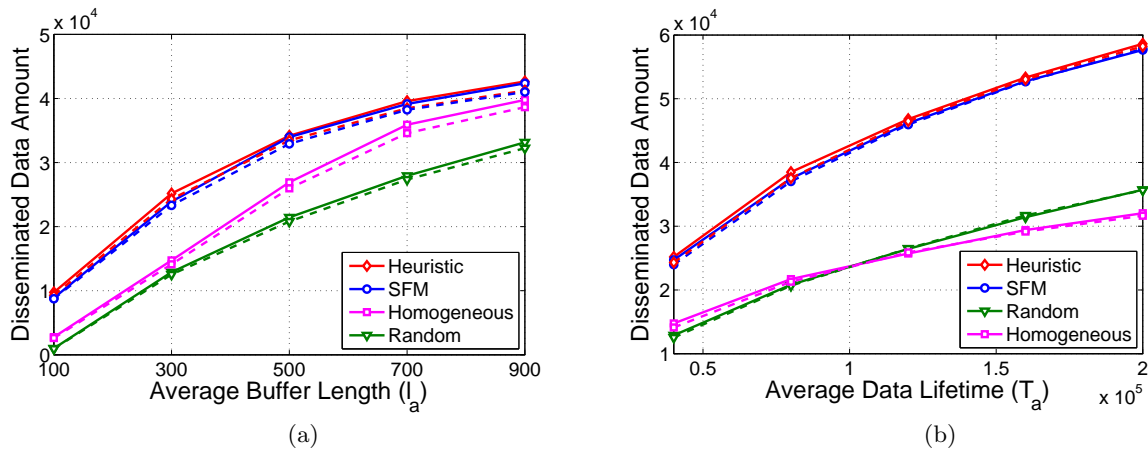 x 10^4
5
4
3
2
1
0
100
300
500
700
900
Disseminated Data Amount
Average Buffer Length (l_a)
Heuristic
SFM
Homogeneous
Random
(a)
x 10^4
6
5
4
3
2
1
0.5
1
1.5
2
x 10^5
Disseminated Data Amount
Average Data Lifetime (T_a)
Heuristic
SFM
Random
Homogeneous
(b)